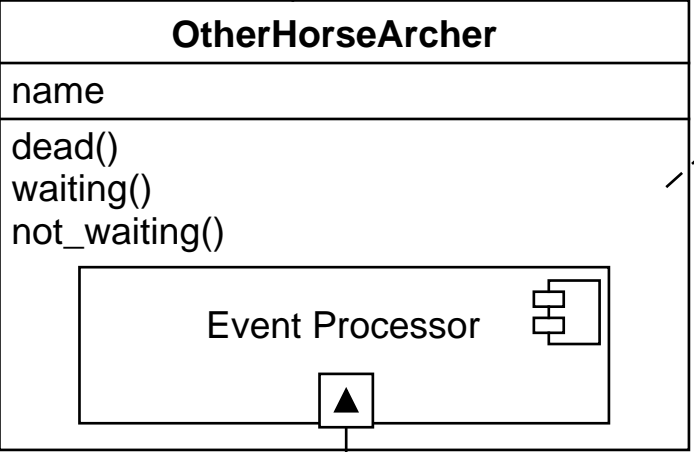 OtherHorseArcher
name
dead()
waiting()
not_waiting()
Event Processor